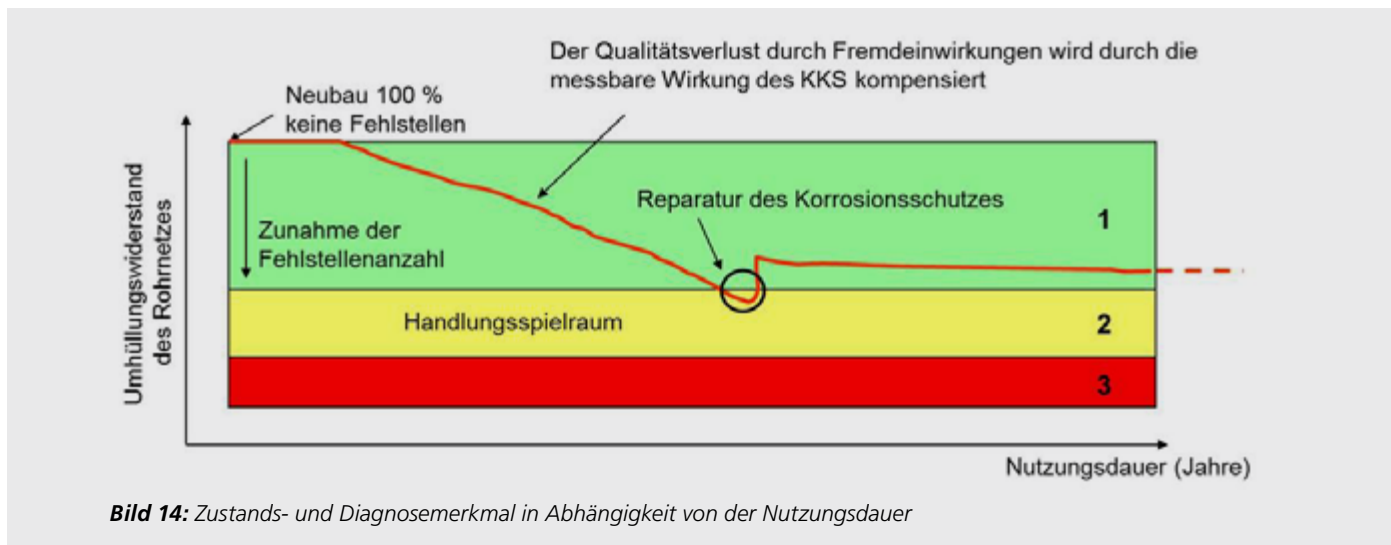 Der Qualitätsverlust durch Fremdeinwirkungen wird durch die
messbare Wirkung des KKS kompensiert
Neubau 100 %
keine Fehlstellen
Umhüllungswiderstand
des Rohrnetzes
Zunahme der
Fehlstellenanzahl
Reparatur des Korrosionsschutzes
1
Handlungsspielraum
2
3
Nutzungsdauer (Jahre)
Bild 14: Zustands- und Diagnosemerkmal in Abhängigkeit von der Nutzungsdauer